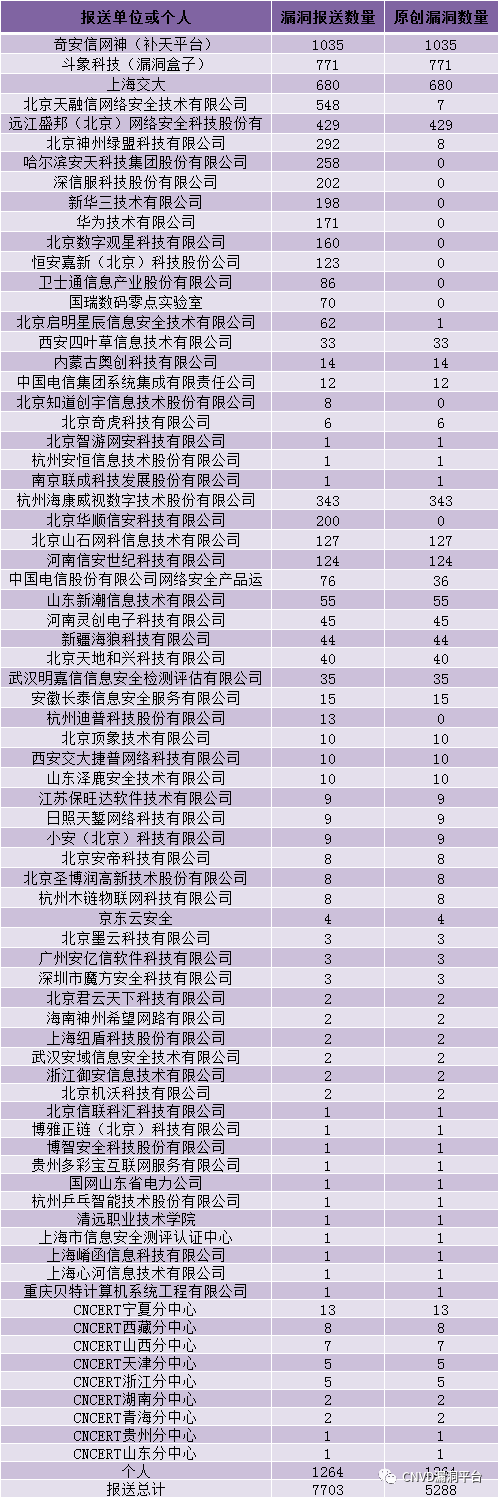 报送单位或个人 漏洞报送数量 原创漏洞数量
奇安信网神（补天平台） 1035 1035
斗象科技（漏洞盒子） 771 771
上海交大 680 680
北京天融信网络安全技术有限公司 548 7
远江盛邦（北京）网络安全科技股份有 429 429
北京神州绿盟科技有限公司 292 8
哈尔滨安天科技集团股份有限公司 258 0
深信服科技股份有限公司 202 0
新华三技术有限公司 198 0
华为技术有限公司 171 0
北京数字观星科技有限公司 160 0
恒安嘉新（北京）科技股份公司 123 0
卫士通信息产业股份有限公司 86 0
国瑞数码零点实验室 70 0
北京启明星辰信息安全技术有限公司 62 1
西安四叶草信息技术有限公司 33 33
内蒙古奥创科技有限公司 14 14
中国电信集团系统集成有限责任公司 12 12
北京知道创宇信息技术股份有限公司 8 0
北京奇虎科技有限公司 6 6
北京智游网安科技有限公司 1 1
杭州安恒信息技术股份有限公司 1 1
南京联成科技发展股份有限公司 1 1
杭州海康威视数字技术股份有限公司 343 343
北京华顺信安科技有限公司 200 0
北京山石网科信息技术有限公司 127 127
河南信安世纪科技有限公司 124 124
中国电信股份有限公司网络安全产品运 76 36
山东新潮信息技术有限公司 55 55
河南灵创电子科技有限公司 45 45
新疆海狼科技有限公司 44 44
北京天地和兴科技有限公司 40 40
武汉明嘉信信息安全检测评估有限公司 35 35
安徽长泰信息安全服务有限公司 15 15
杭州迪普科技股份有限公司 13 0
北京顶象技术有限公司 10 10
西安交大捷普网络科技有限公司 10 10
山东泽鹿安全技术有限公司 10 10
江苏保旺达软件技术有限公司 9 9
日照天錾网络科技有限公司 9 9
小安（北京）科技有限公司 9 9
北京安帝科技有限公司 8 8
北京圣博润高新技术股份有限公司 8 8
杭州木链物联网科技有限公司 8 8
京东云安全 4 4
北京墨云科技有限公司 3 3
广州安亿信软件科技有限公司 3 3
深圳市魔方安全科技有限公司 3 3
北京君云天下科技有限公司 2 2
海南神州希望网路有限公司 2 2
上海纽盾科技股份有限公司 2 2
武汉安域信息安全技术有限公司 2 2
浙江御安信息技术有限公司 2 2
北京机沃科技有限公司 2 2
北京信联科汇科技有限公司 1 1
博雅正链（北京）科技有限公司 1 1
博智安全科技股份有限公司 1 1
贵州多彩宝互联网服务有限公司 1 1
国网山东省电力公司 1 1
杭州乒乓智能技术股份有限公司 1 1
清远职业技术学院 1 1
上海市信息安全测评认证中心 1 1
上海崤函信息科技有限公司 1 1
上海心河信息技术有限公司 1 1
重庆贝特计算机系统工程有限公司 1 1
CNCERT宁夏分中心 13 13
CNCERT西藏分中心 8 8
CNCERT山西分中心 7 7
CNCERT天津分中心 5 5
CNCERT浙江分中心 5 5
CNCERT湖南分中心 2 2
CNCERT青海分中心 2 2
CNCERT贵州分中心 1 1
CNCERT山东分中心 1 1
个人 1264 1264
CNVD漏洞平台
报送总计 7703 5288